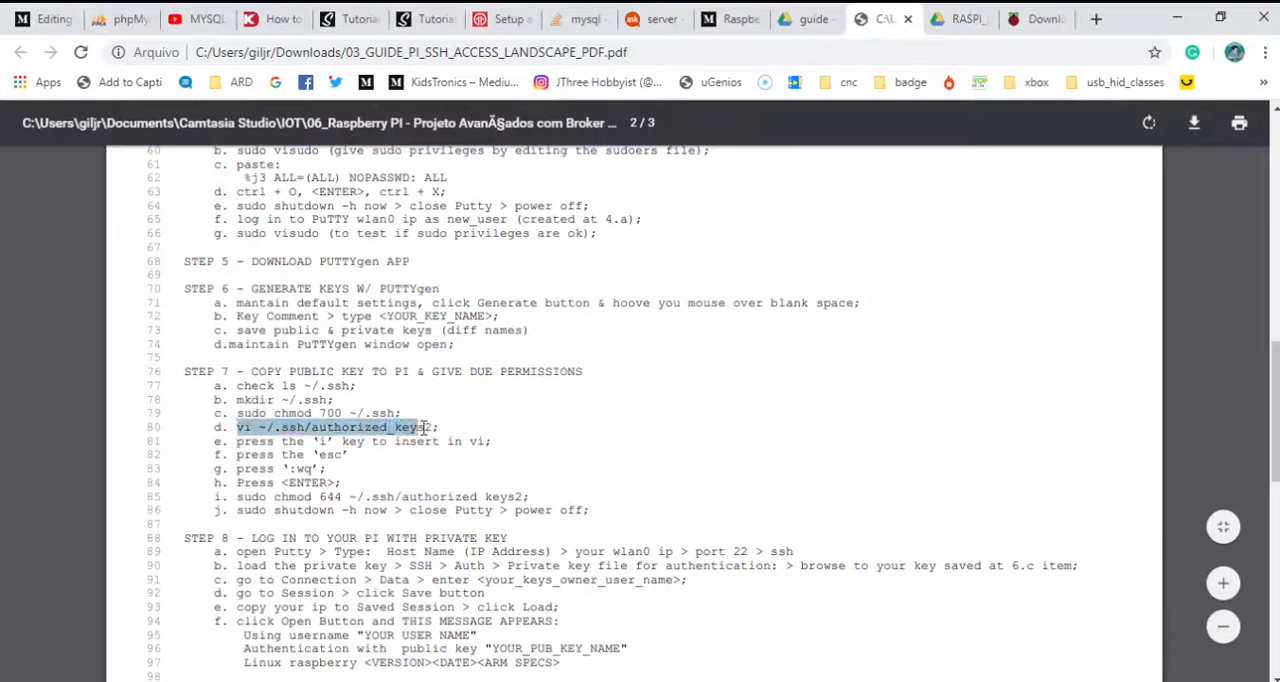 Editing
phpMy
MYSQL
How to
Tutoria
Tutoria
Setup a
mysql -
server -
Raspbe
guide -
C:\U
RASPI_
Downlo
Arquivo
C:/Users/giljr/Downloads/03_GUIDE_PI_SSH_ACCESS_LANDSCAPE_PDF.pdf
Apps
Add to Capti
ARD
KidsTronics – Mediu...
JThree Hobbyist (@...
uGenios
cnc
badge
xbox
usb_hid_classes
»
C:\Users\giljr\Documents\Camtasia Studio\IOT\06_Raspberry PI - Projeto AvanÃ§ados com Broker ... 2 / 3
60 b. sudo visudo (give sudo privileges by editing the sudoers file);
61 c. paste:
62 %j3 ALL=(ALL) NOPASSWD: ALL
63 d. ctrl + O, <ENTER>, ctrl + X;
64 e. sudo shutdown -h now > close Putty > power off;
65 f. log in to PuTTY wlan0 ip as new_user (created at 4.a);
66 g. sudo visudo (to test if sudo privileges are ok);
67
68 STEP 5 - DOWNLOAD PUTTYgen APP
69
70 STEP 6 - GENERATE KEYS W/ PUTTYgen
71 a. mantain default settings, click Generate button & hoove you mouse over blank space;
72 b. Key Comment > type <YOUR_KEY_NAME>;
73 c. save public & private keys (diff names)
74 d.maintain PuTTYgen window open;
75
76 STEP 7 - COPY PUBLIC KEY TO PI & GIVE DUE PERMISSIONS
77 a. check ls ~/.ssh;
78 b. mkdir ~/.ssh;
79 c. sudo chmod 700 ~/.ssh;
80 d. vi ~/.ssh/authorized_keys2;
81 e. press the ‘i’ key to insert in vi;
82 f. press the ‘esc’
83 g. press ‘:wq’;
84 h. Press <ENTER>;
85 i. sudo chmod 644 ~/.ssh/authorized keys2;
86 j. sudo shutdown -h now > close Putty > power off;
87
88 STEP 8 - LOG IN TO YOUR PI WITH PRIVATE KEY
89 a. open Putty > Type: Host Name (IP Address) > your wlan0 ip > port 22 > ssh
90 b. load the private key > SSH > Auth > Private key file for authentication: > browse to your key saved at 6.c item;
91 c. go to Connection > Data > enter <your_keys_owner_user_name>;
92 d. go to Session > click Save button
93 e. copy your ip to Saved Session > click Load;
94 f. click Open Button and THIS MESSAGE APPEARS:
95 Using username "YOUR USER NAME"
96 Authentication with public key "YOUR_PUB_KEY_NAME"
97 Linux raspberry <VERSION><DATE><ARM SPECS>
98